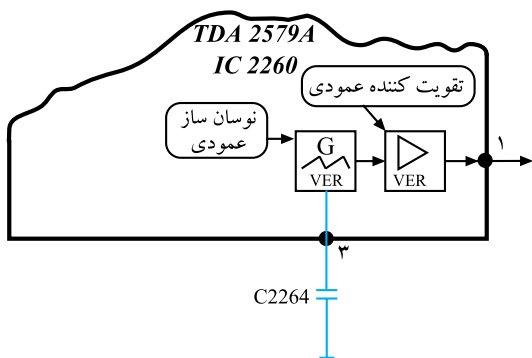 TDA 2579A
IC 2260
تقویت کننده عمودی
نوسان ساز
عمودی
G
VER
VER
۱
۳
C2264